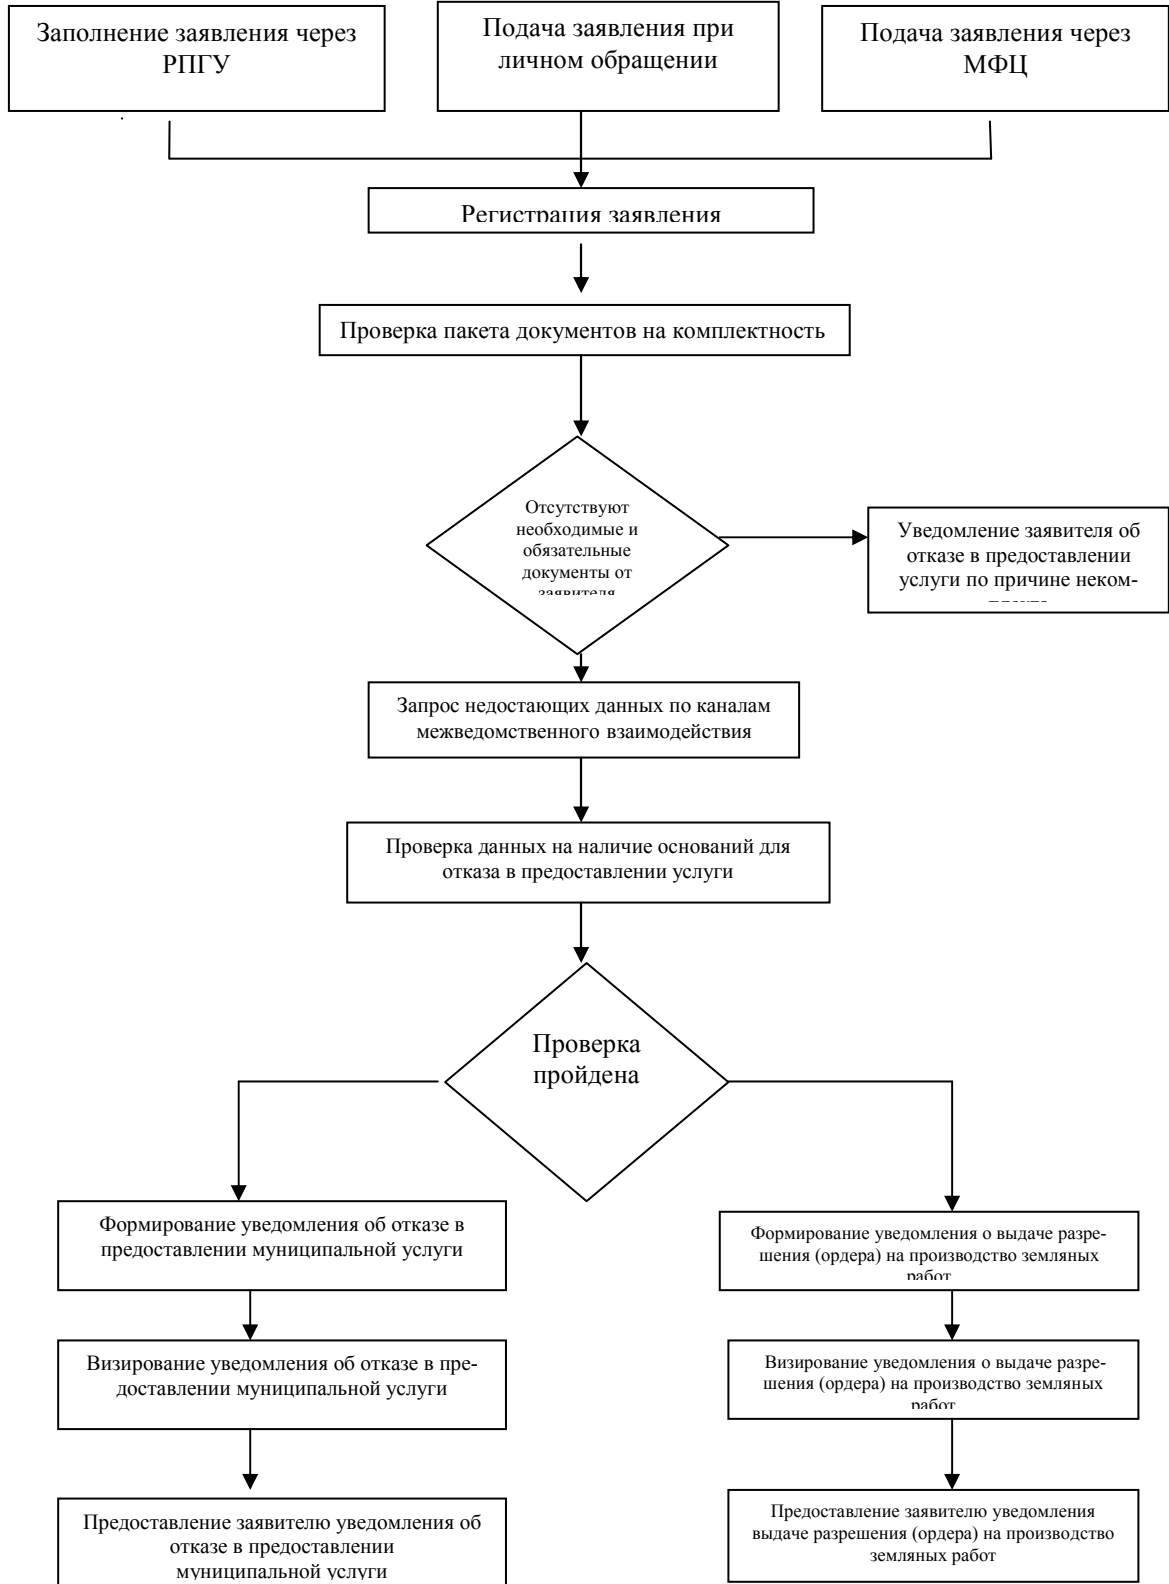 Заполнение заявления через
РПГУ
Подача заявления при
личном обращении
Подача заявления через
МФЦ
Регистрация заявления
Проверка пакета документов на комплектность
Отсутствуют
необходимые и
обязательные
документы от
заявителя
Уведомление заявителя об
отказе в предоставлении
услуги по причине неком-
Запрос недостающих данных по каналам
межведомственного взаимодействия
Проверка данных на наличие оснований для
отказа в предоставлении услуги
Проверка
пройдена
Формирование уведомления об отказе в
предоставлении муниципальной услуги
Формирование уведомления о выдаче разре-
шения (ордера) на производство земляных
работ
Визирование уведомления об отказе в пре-
доставлении муниципальной услуги
Визирование уведомления о выдаче разре-
шения (ордера) на производство земляных
работ
Предоставление заявителю уведомления об
отказе в предоставлении
муниципальной услуги
Предоставление заявителю уведомления
выдаче разрешения (ордера) на производство
земляных работ